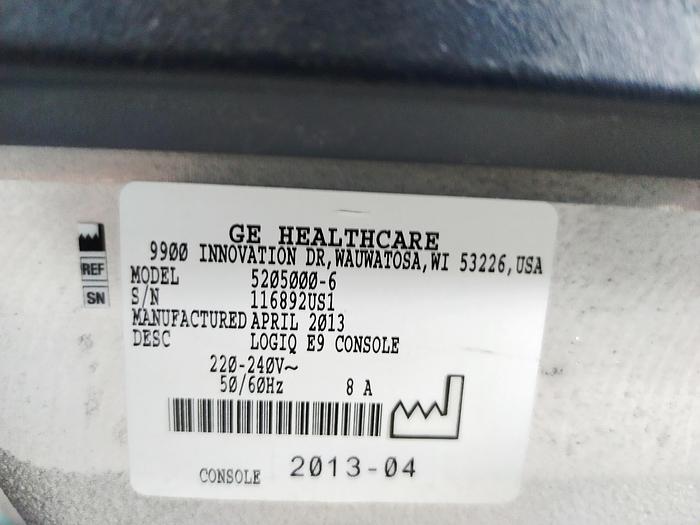 GE HEALTHCARE
9900 INNOVATION DR,WAUWATOSA,WI 53226,USA
REF
MODEL 5205000-6
SN
S/N 116892US1
MANUFACTURED APRIL 2013
DESC LOGIQ E9 CONSOLE
220-240V~
50/60Hz 8 A
CONSOLE 2013-04